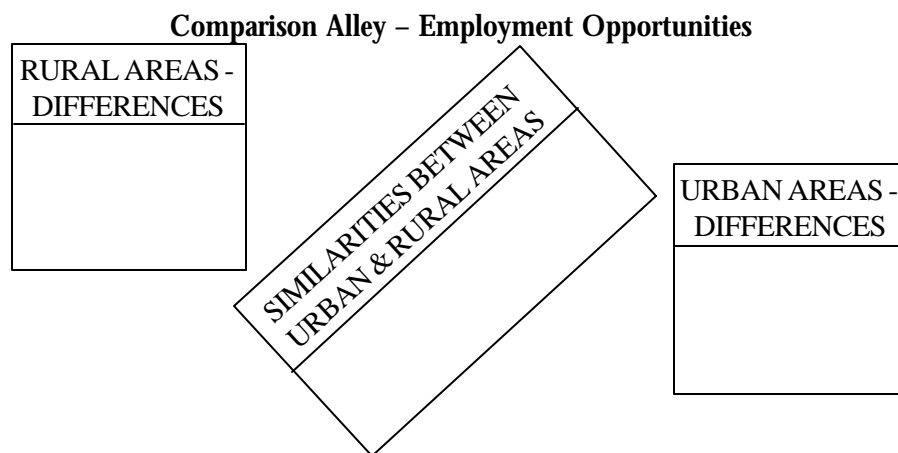 Comparison Alley – Employment Opportunities
RURAL AREAS -
DIFFERENCES
SIMILARITIES BETWEEN
URBAN & RURAL AREAS
URBAN AREAS -
DIFFERENCES